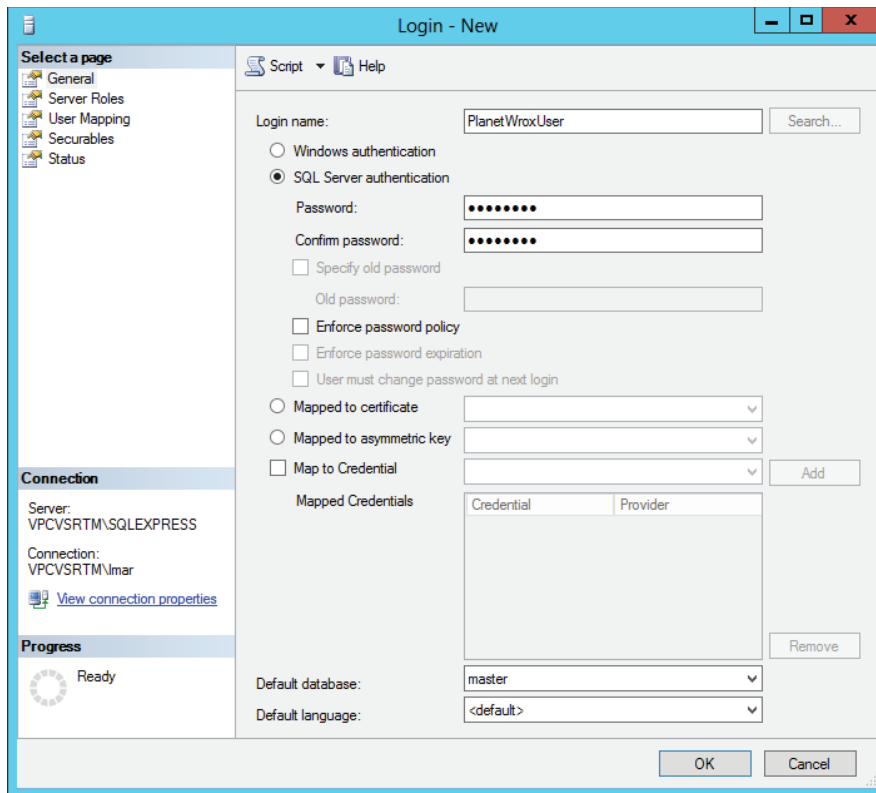 Login - New
Select a page
General
Server Roles
User Mapping
Securables
Status
Connection
Server:
VPCVSRTM\SQLEXPRESS
Connection:
VPCVSRTM\Imar
View connection properties
Progress
Ready
Script Help
Login name: PlanetWroxUser Search...
Windows authentication
SQL Server authentication
Password: ●●●●●●●●
Confirm password: ●●●●●●●●
Specify old password
Old password:
Enforce password policy
Enforce password expiration
User must change password at next login
Mapped to certificate
Mapped to asymmetric key
Map to Credential Add
Mapped Credentials Credential Provider
Remove
Default database: master
Default language: <default>
OK Cancel